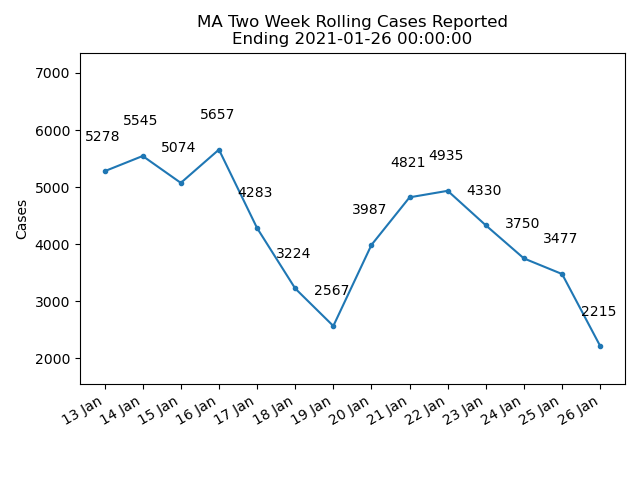 MA Two Week Rolling Cases Reported
Ending 2021-01-26 00:00:00
7000
6000
5000
4000
3000
2000
Cases
5278
5545
5074
5657
4283
3224
2567
3987
4821
4935
4330
3750
3477
2215
13 Jan
14 Jan
15 Jan
16 Jan
17 Jan
18 Jan
19 Jan
20 Jan
21 Jan
22 Jan
23 Jan
24 Jan
25 Jan
26 Jan